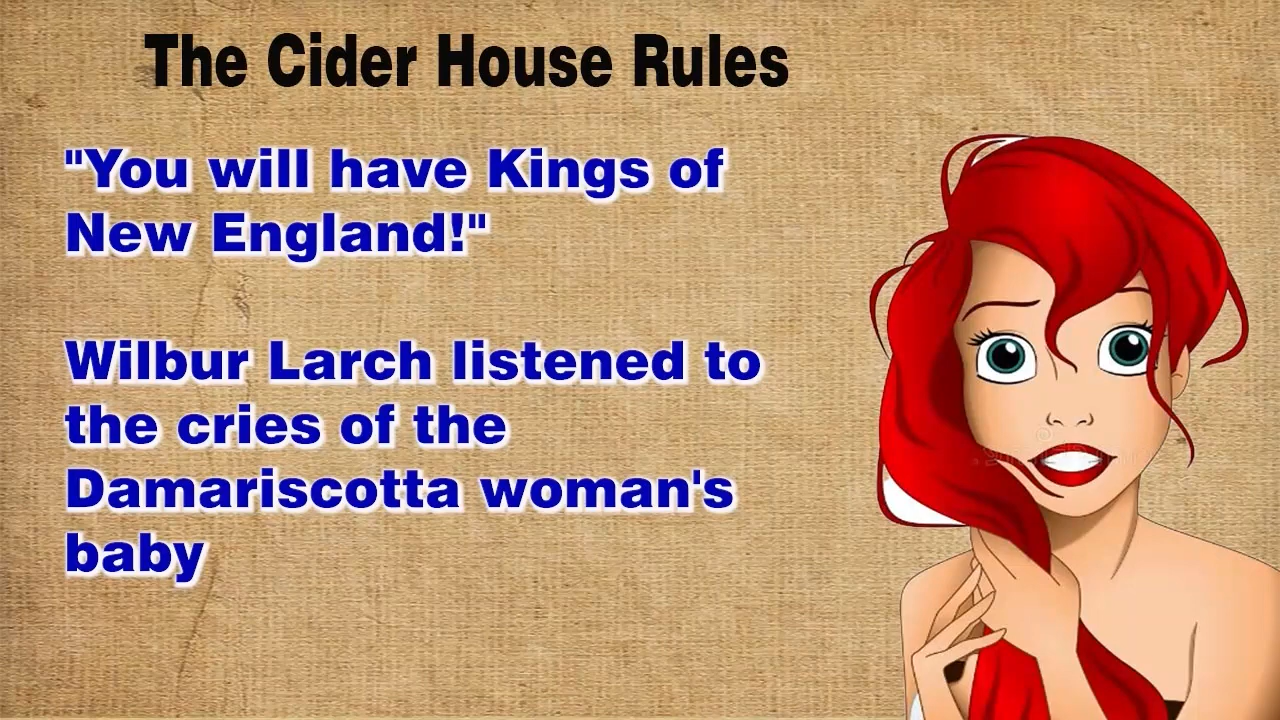 The Cider House Rules
"You will have Kings of
New England!"
Wilbur Larch listened to
the cries of the
Damariscotta woman's
baby